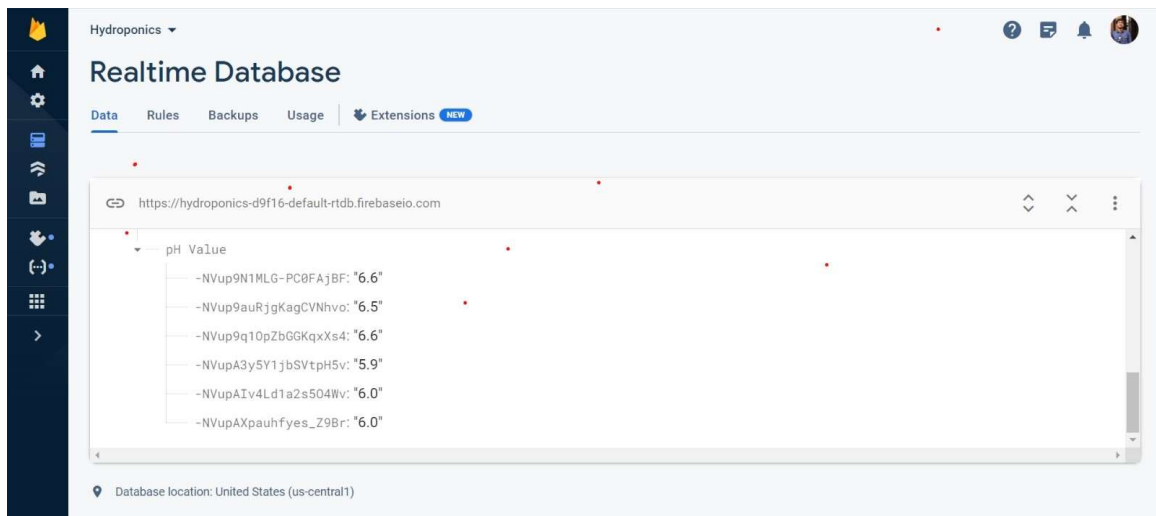 Hydroponics
Realtime Database
Data Rules Backups Usage Extensions NEW
https://hydroponics-d9f16-default-rtdb.firebaseio.com
pH Value
-NVup9N1MLG-PC0FAjBF: "6.6"
-NVup9auRjgKagCVNhvo: "6.5"
-NVup9q1OpZbGGKqxXs4: "6.6"
-NVupA3y5Y1jbSVtpH5v: "5.9"
-NVupAIv4Ld1a2s5O4Wv: "6.0"
-NVupAXpauhfyes_Z9Br: "6.0"
Database location: United States (us-central1)